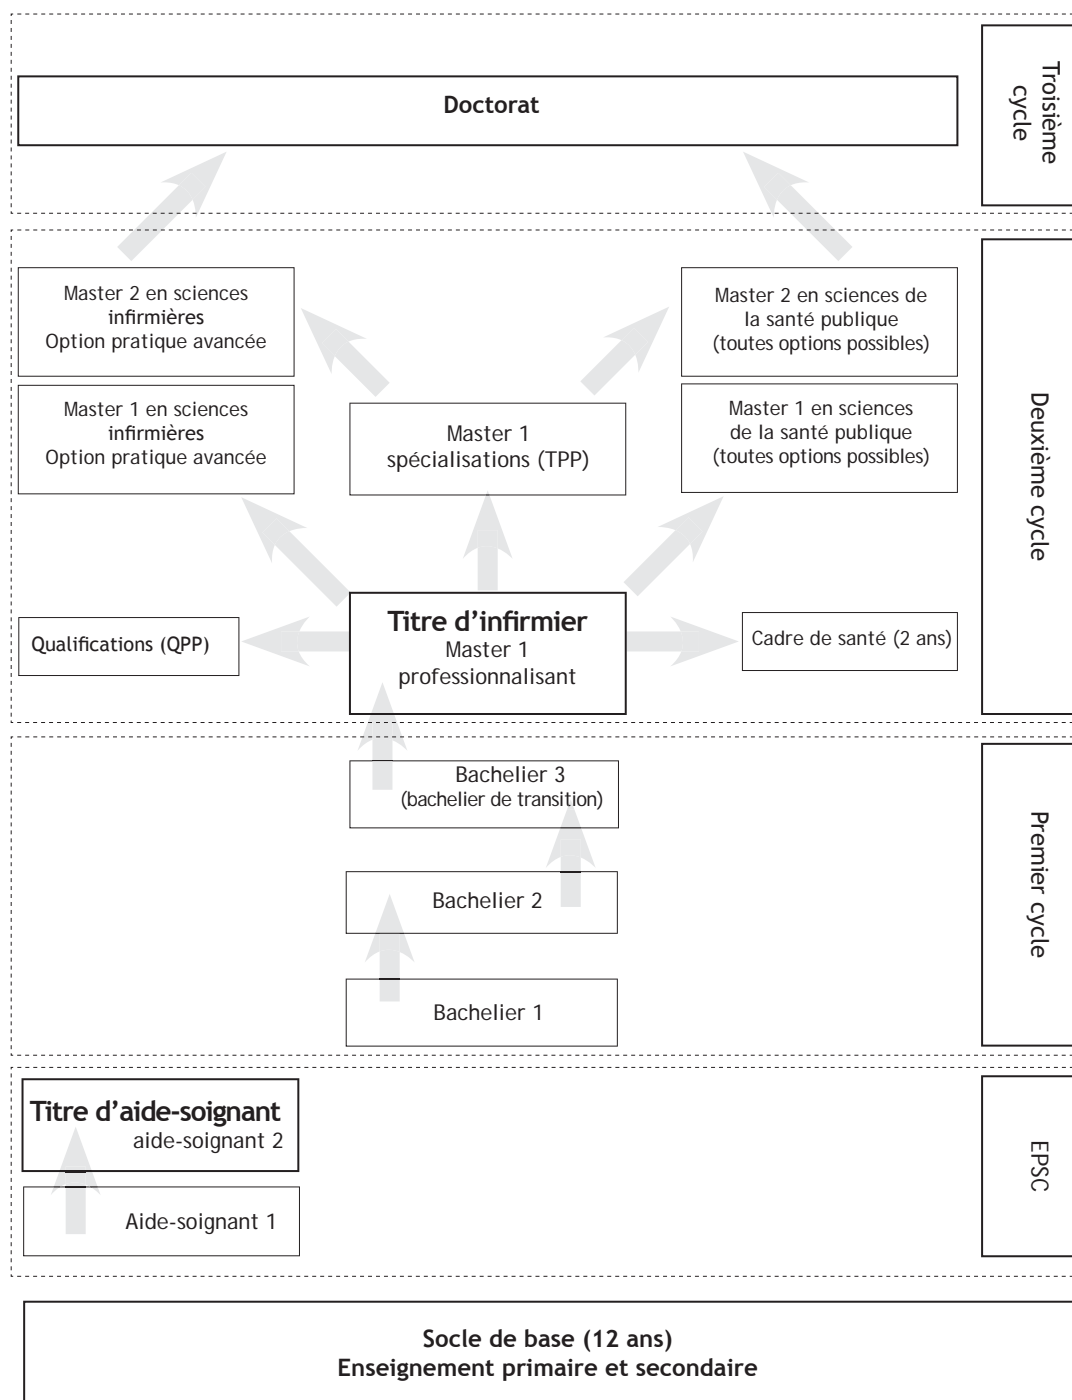 Doctorat
Troisième
cycle
Master 2 en sciences
infirmières
Option pratique avancée
Master 2 en sciences de
la santé publique
(toutes options possibles)
Master 1 en sciences
infirmières
Option pratique avancée
Master 1
spécialisations (TPP)
Master 1 en sciences
de la santé publique
(toutes options possibles)
Deuxième cycle
Qualifications (QPP)
Titre d'infirmier
Master 1
professionnalisant
Cadre de santé (2 ans)
Bachelier 3
(bachelier de transition)
Bachelier 2
Bachelier 1
Premier cycle
Titre d'aide-soignant
aide-soignant 2
Aide-soignant 1
EPSC
Socle de base (12 ans)
Enseignement primaire et secondaire